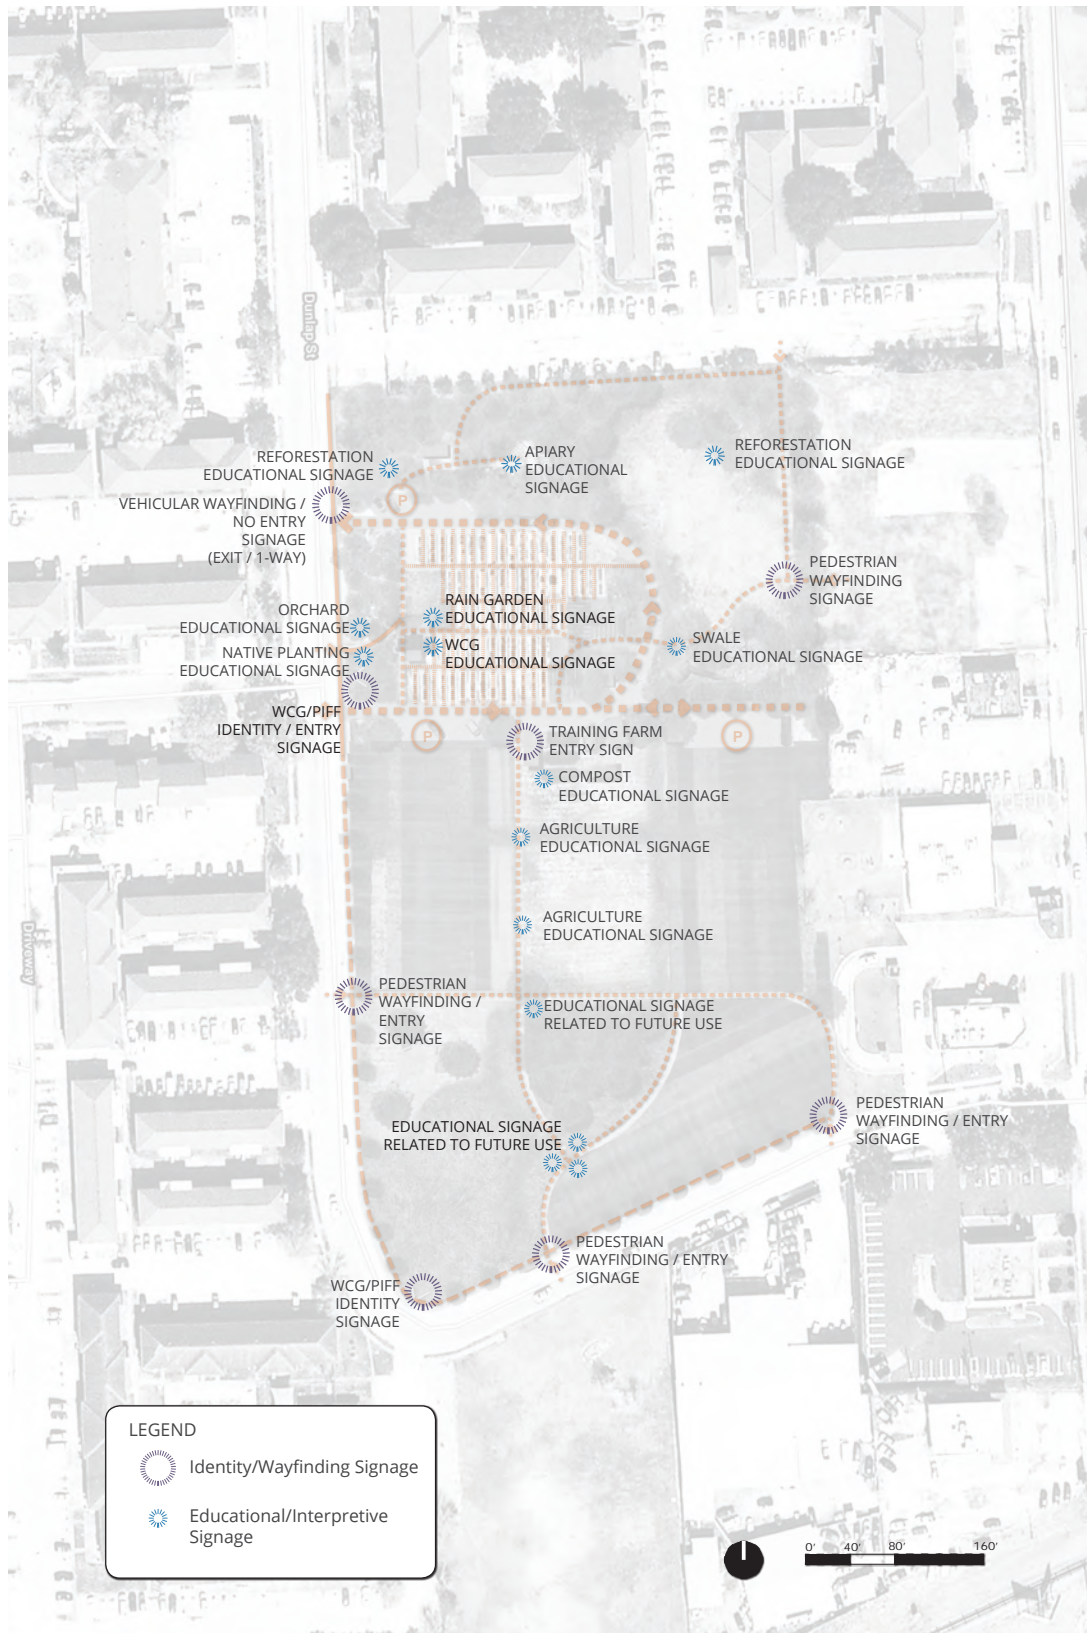 Dunlap St
REFORESTATION
EDUCATIONAL SIGNAGE
APIARY
EDUCATIONAL
SIGNAGE
REFORESTATION
EDUCATIONAL SIGNAGE
VEHICULAR WAYFINDING /
NO ENTRY
SIGNAGE
(EXIT / 1-WAY)
P
PEDESTRIAN
WAYFINDING
SIGNAGE
RAIN GARDEN
EDUCATIONAL SIGNAGE
ORCHARD
EDUCATIONAL SIGNAGE
WCG
EDUCATIONAL SIGNAGE
SWALE
EDUCATIONAL SIGNAGE
NATIVE PLANTING
EDUCATIONAL SIGNAGE
WCG/PIFF
IDENTITY / ENTRY
SIGNAGE
P
TRAINING FARM
ENTRY SIGN
P
COMPOST
EDUCATIONAL SIGNAGE
AGRICULTURE
EDUCATIONAL SIGNAGE
AGRICULTURE
EDUCATIONAL SIGNAGE
Driveway
PEDESTRIAN
WAYFINDING /
ENTRY
SIGNAGE
EDUCATIONAL SIGNAGE
RELATED TO FUTURE USE
PEDESTRIAN
WAYFINDING / ENTRY
SIGNAGE
EDUCATIONAL SIGNAGE
RELATED TO FUTURE USE
PEDESTRIAN
WAYFINDING / ENTRY
SIGNAGE
WCG/PIFF
IDENTITY
SIGNAGE
LEGEND
Identity/Wayfinding Signage
Educational/Interpretive
Signage
0' 40' 80' 160'